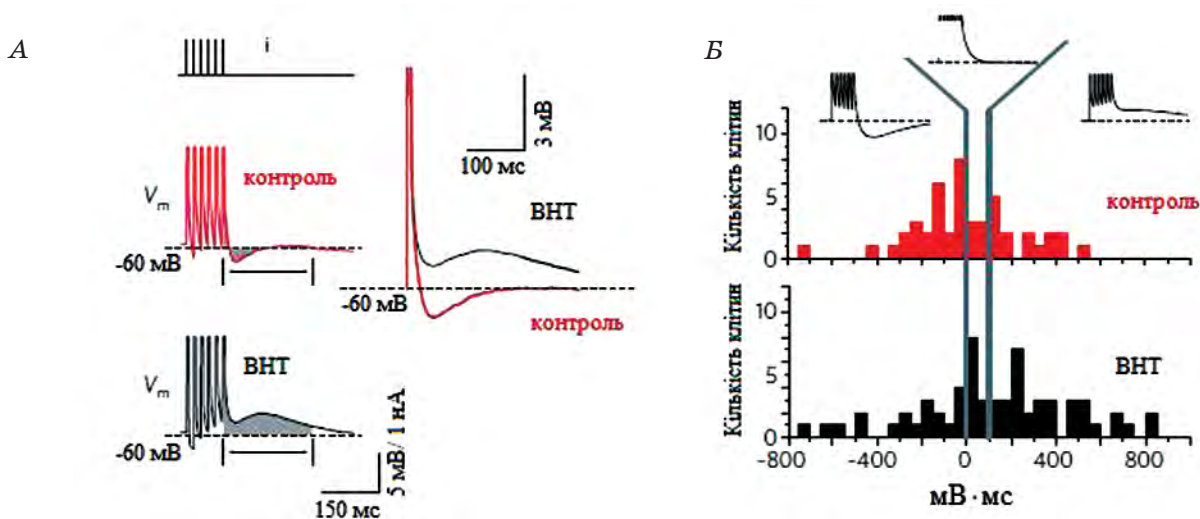 А
i
контроль
Vm
-60 мВ
ВНТ
Vm
-60 мВ
5 мВ/ 1 нА
150 мс
3 мВ
100 мс
ВНТ
-60 мВ
контроль
Б
Кількість клітин
10
5
0
контроль
Кількість клітин
10
5
0
ВНТ
-800 -400 0 400 800
мВ·мс